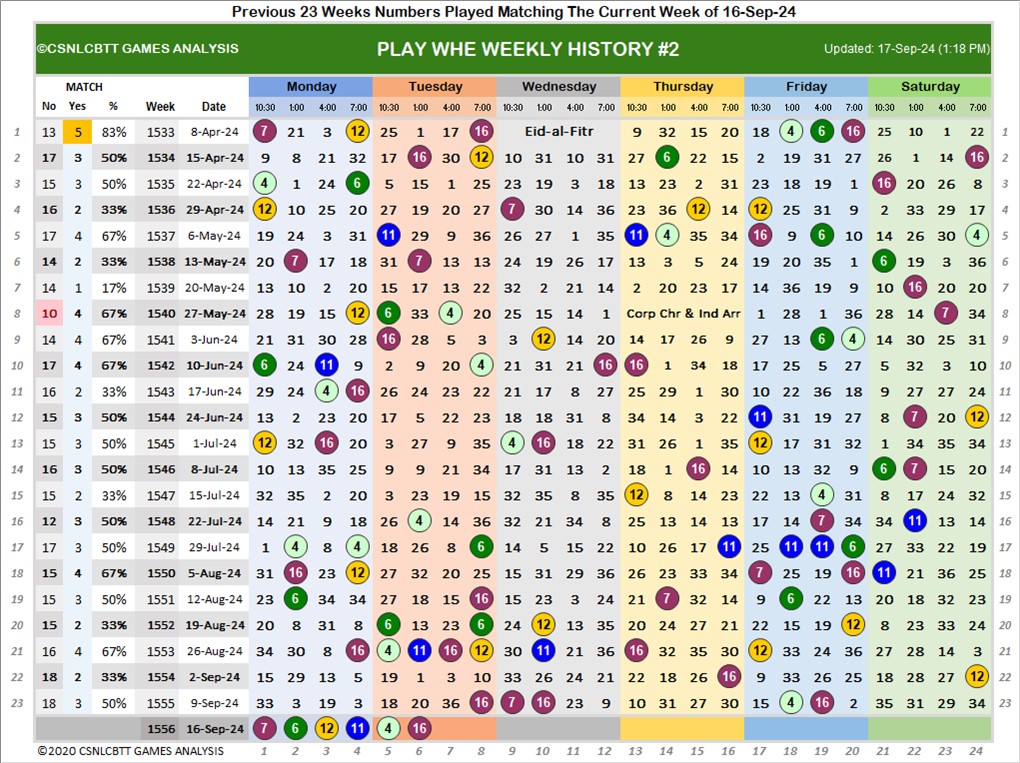 Previous 23 Weeks Numbers Played Matching The Current Week of 16-Sep-24
©CSNLCBTT GAMES ANALYSIS PLAY WHE WEEKLY HISTORY #2 Updated: 17-Sep-24 (1:18 PM)
MATCH Monday Tuesday Wednesday Thursday Friday Saturday
No Yes % Week Date 10:30 1:00 4:00 7:00 10:30 1:00 4:00 7:00 10:30 1:00 4:00 7:00 10:30 1:00 4:00 7:00 10:30 1:00 4:00 7:00 10:30 1:00 4:00 7:00
1 13 5 83% 1533 8-Apr-24 7 21 3 12 25 1 17 16 Eid-al-Fitr 9 32 15 20 18 4 6 16 25 10 1 22 1
2 17 3 50% 1534 15-Apr-24 9 8 21 32 17 16 30 12 10 31 10 31 27 6 22 15 2 19 31 27 26 1 14 16 2
3 15 3 50% 1535 22-Apr-24 4 1 24 6 5 15 1 25 23 19 3 18 13 23 2 31 23 18 19 1 16 20 26 8 3
4 16 2 33% 1536 29-Apr-24 12 10 25 20 27 19 20 27 7 30 14 36 23 36 12 14 12 25 31 9 2 33 29 17 4
5 17 4 67% 1537 6-May-24 19 24 3 31 11 29 9 36 26 27 1 35 11 4 35 34 16 9 6 10 14 26 30 4 5
6 14 2 33% 1538 13-May-24 20 7 17 18 31 7 13 13 24 19 26 17 13 3 5 24 19 20 35 1 6 19 3 36 6
7 14 1 17% 1539 20-May-24 13 10 2 20 15 17 13 22 32 2 21 14 2 20 23 17 14 36 19 9 10 16 20 20 7
8 10 4 67% 1540 27-May-24 28 19 15 12 6 33 4 20 25 15 14 1 Corp Chr & Ind Arr 1 28 1 36 28 14 7 34 8
9 14 4 67% 1541 3-Jun-24 21 31 30 28 16 28 5 3 3 12 14 20 14 17 26 9 27 13 6 4 14 30 25 31 9
10 17 4 67% 1542 10-Jun-24 6 24 11 9 2 9 20 4 21 31 21 16 16 1 34 18 17 25 5 27 5 32 3 10 10
11 16 2 33% 1543 17-Jun-24 29 24 4 16 26 24 23 22 21 17 8 27 25 29 1 30 10 22 36 18 9 27 27 24 11
12 15 3 50% 1544 24-Jun-24 13 2 23 20 17 5 22 23 18 18 31 8 34 14 3 22 11 31 19 27 8 7 20 12 12
13 15 3 50% 1545 1-Jul-24 12 32 16 20 3 27 9 35 4 16 18 22 31 26 1 35 12 17 31 32 1 34 35 34 13
14 16 3 50% 1546 8-Jul-24 10 13 35 25 9 9 21 34 17 31 13 2 18 1 16 14 10 13 32 9 6 7 15 20 14
15 15 2 33% 1547 15-Jul-24 32 35 2 20 3 23 19 15 32 35 8 35 12 8 14 23 22 13 4 31 8 17 24 32 15
16 12 3 50% 1548 22-Jul-24 14 21 9 18 26 4 14 36 32 21 34 8 25 13 14 13 17 14 7 34 34 11 13 14 16
17 17 3 50% 1549 29-Jul-24 1 4 8 4 18 26 8 6 14 5 15 22 10 26 17 11 25 11 11 6 27 33 22 19 17
18 15 4 67% 1550 5-Aug-24 31 16 23 12 27 32 20 25 15 31 29 36 26 23 33 34 7 25 19 16 11 21 36 25 18
19 15 3 50% 1551 12-Aug-24 23 6 34 34 27 18 15 16 15 23 3 24 21 7 32 14 9 6 22 13 20 18 32 23 19
20 15 2 33% 1552 19-Aug-24 20 8 31 8 6 13 23 6 24 12 13 35 20 24 27 21 22 15 19 12 8 23 33 24 20
21 16 4 67% 1553 26-Aug-24 34 30 8 16 4 11 16 12 30 11 21 36 16 32 35 30 12 33 24 36 27 28 14 3 21
22 18 2 33% 1554 2-Sep-24 15 29 13 5 19 1 3 10 33 26 24 21 22 18 26 16 9 33 26 25 18 28 27 12 22
23 18 3 50% 1555 9-Sep-24 33 3 19 3 18 20 36 16 7 16 23 9 10 31 27 30 15 4 16 2 35 31 29 34 23
1556 16-Sep-24 7 6 12 11 4 16
©2020 CSNLCBTT GAMES ANALYSIS 1 2 3 4 5 6 7 8 9 10 11 12 13 14 15 16 17 18 19 20 21 22 23 24